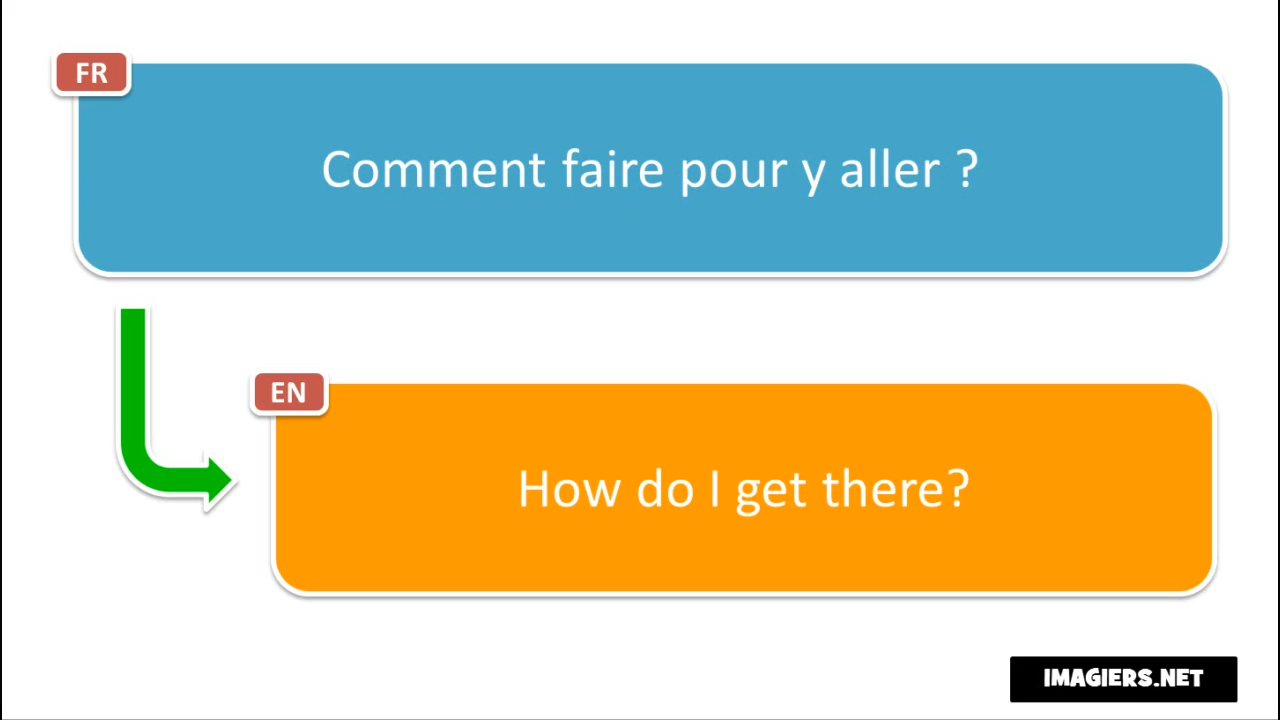 FR
Comment faire pour y aller ?
EN
How do I get there?
IMAGIERS.NET